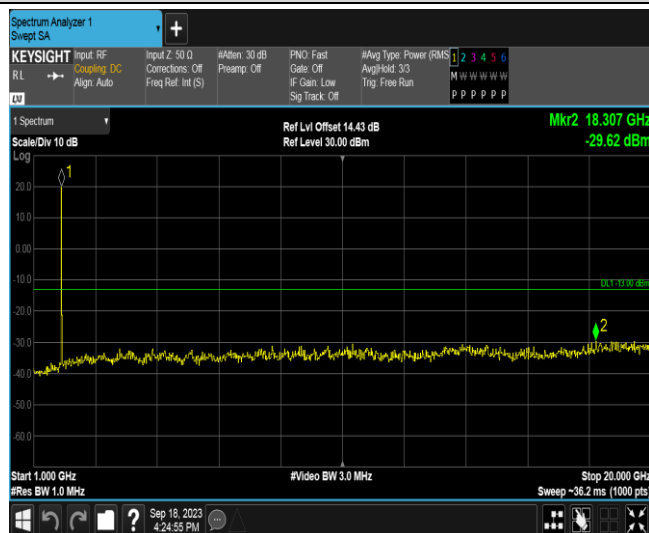 Spectrum Analyzer 1
Swept SA
KEYSIGHT
RL
LXI
Input: RF
Coupling: DC
Align: Auto
Input Z: 50 Ω
Corrections: Off
Freq Ref: Int (S)
#Atten: 30 dB
Preamp: Off
PNO: Fast
Gate: Off
IF Gain: Low
Sig Track: Off
#Avg Type: Power (RMS
Avg|Hold: 3/3
Trig: Free Run
1 2 3 4 5 6
M W W W W W
P P P P P P
1 Spectrum
Scale/Div 10 dB
Log
Ref Lvl Offset 14.43 dB
Ref Level 30.00 dBm
Mkr2 18.307 GHz
-29.62 dBm
1
20.0
10.0
0.00
-10.0
DL1 -13.00 dBm
-20.0
2
-30.0
-40.0
-50.0
-60.0
Start 1.000 GHz
#Res BW 1.0 MHz
#Video BW 3.0 MHz
Stop 20.000 GHz
Sweep ~36.2 ms (1000 pts)
?
Sep 18, 2023
4:24:55 PM